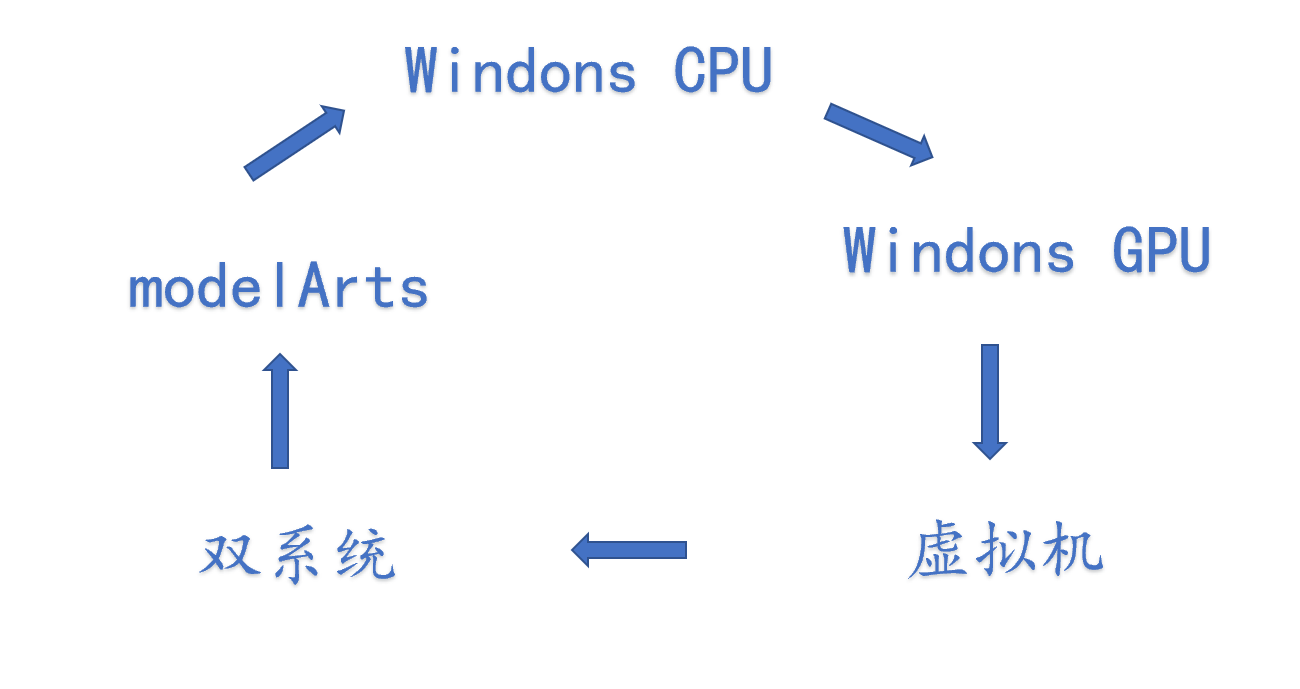 Windons CPU
Windons GPU
modelArts
双系统
虚拟机